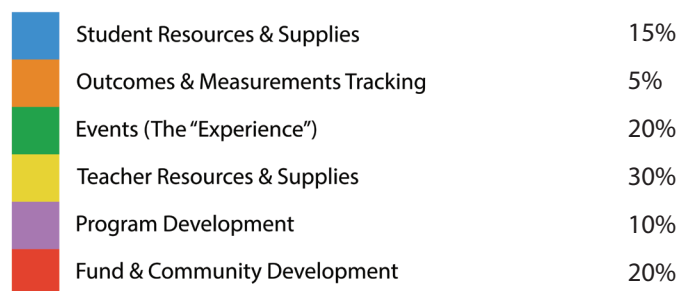 Student Resources & Supplies 15%
Outcomes & Measurements Tracking 5%
Events (The “Experience”) 20%
Teacher Resources & Supplies 30%
Program Development 10%
Fund & Community Development 20%